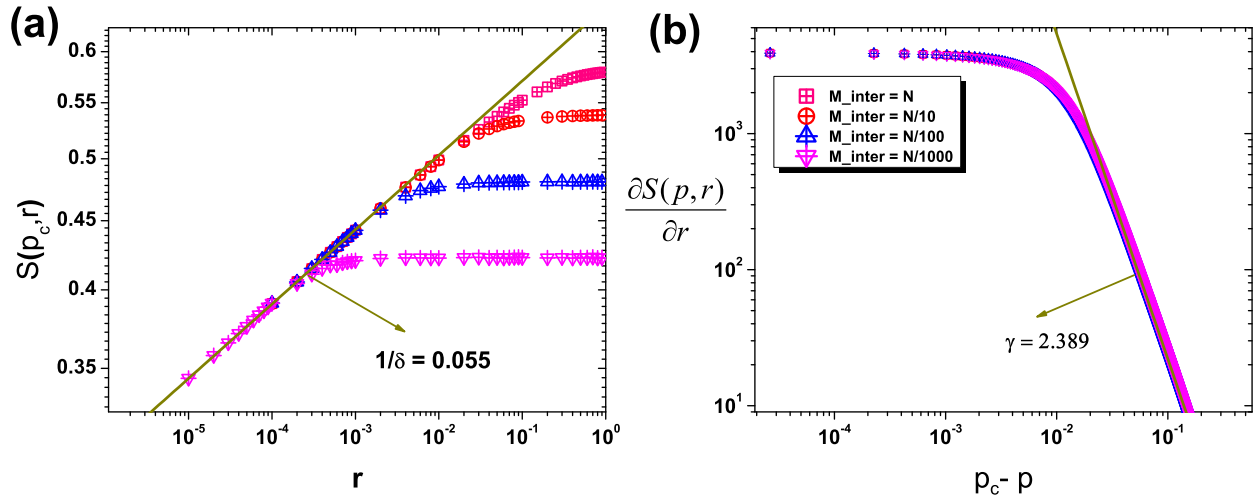 (a)
0.6
0.55
0.5
0.45
0.4
0.35
S(p_c,r)
1/δ = 0.055
10^-5
10^-4
10^-3
10^-2
10^-1
10^0
r
(b)
M_inter = N
M_inter = N/10
M_inter = N/100
M_inter = N/1000
∂S(p,r)
∂r
10^3
10^2
10^1
γ = 2.389
10^-4
10^-3
10^-2
10^-1
p_c- p